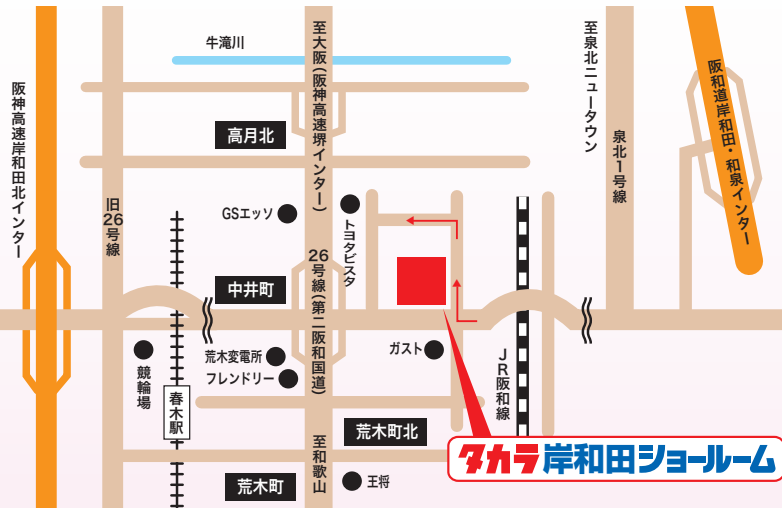 牛滝川
至大阪(阪神高速堺インター)
至泉北ニュータウン
阪和道岸和田・和泉インター
阪神高速岸和田北インター
高月北
泉北1号線
旧26号線
GSエッソ
トヨタビスタ
26号線(第二阪和国道)
中井町
荒木変電所
フレンドリー
ガスト
競輪場
春木駅
JR阪和線
荒木町北
至和歌山
タカラ岸和田ショールーム
荒木町
王将